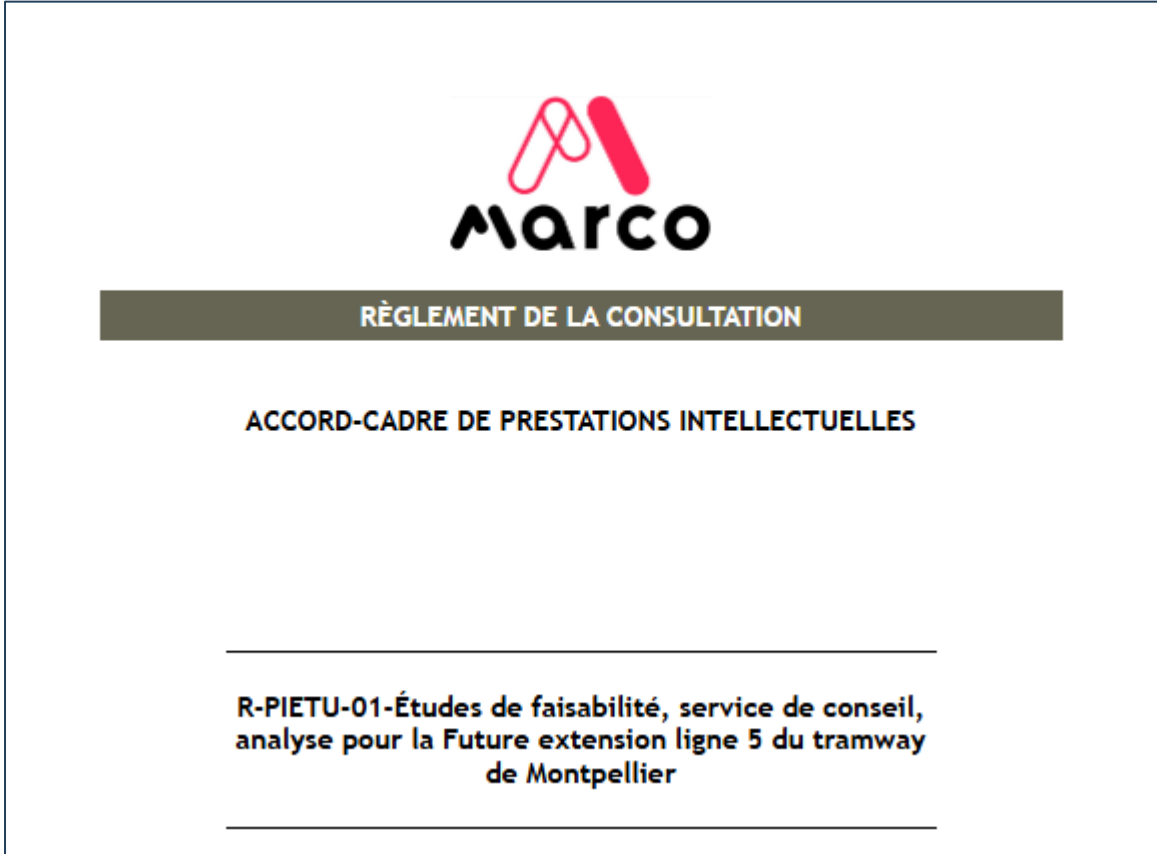 marco
RÈGLEMENT DE LA CONSULTATION
ACCORD-CADRE DE PRESTATIONS INTELLECTUELLES
R-PIETU-01-Études de faisabilité, service de conseil,
analyse pour la Future extension ligne 5 du tramway
de Montpellier